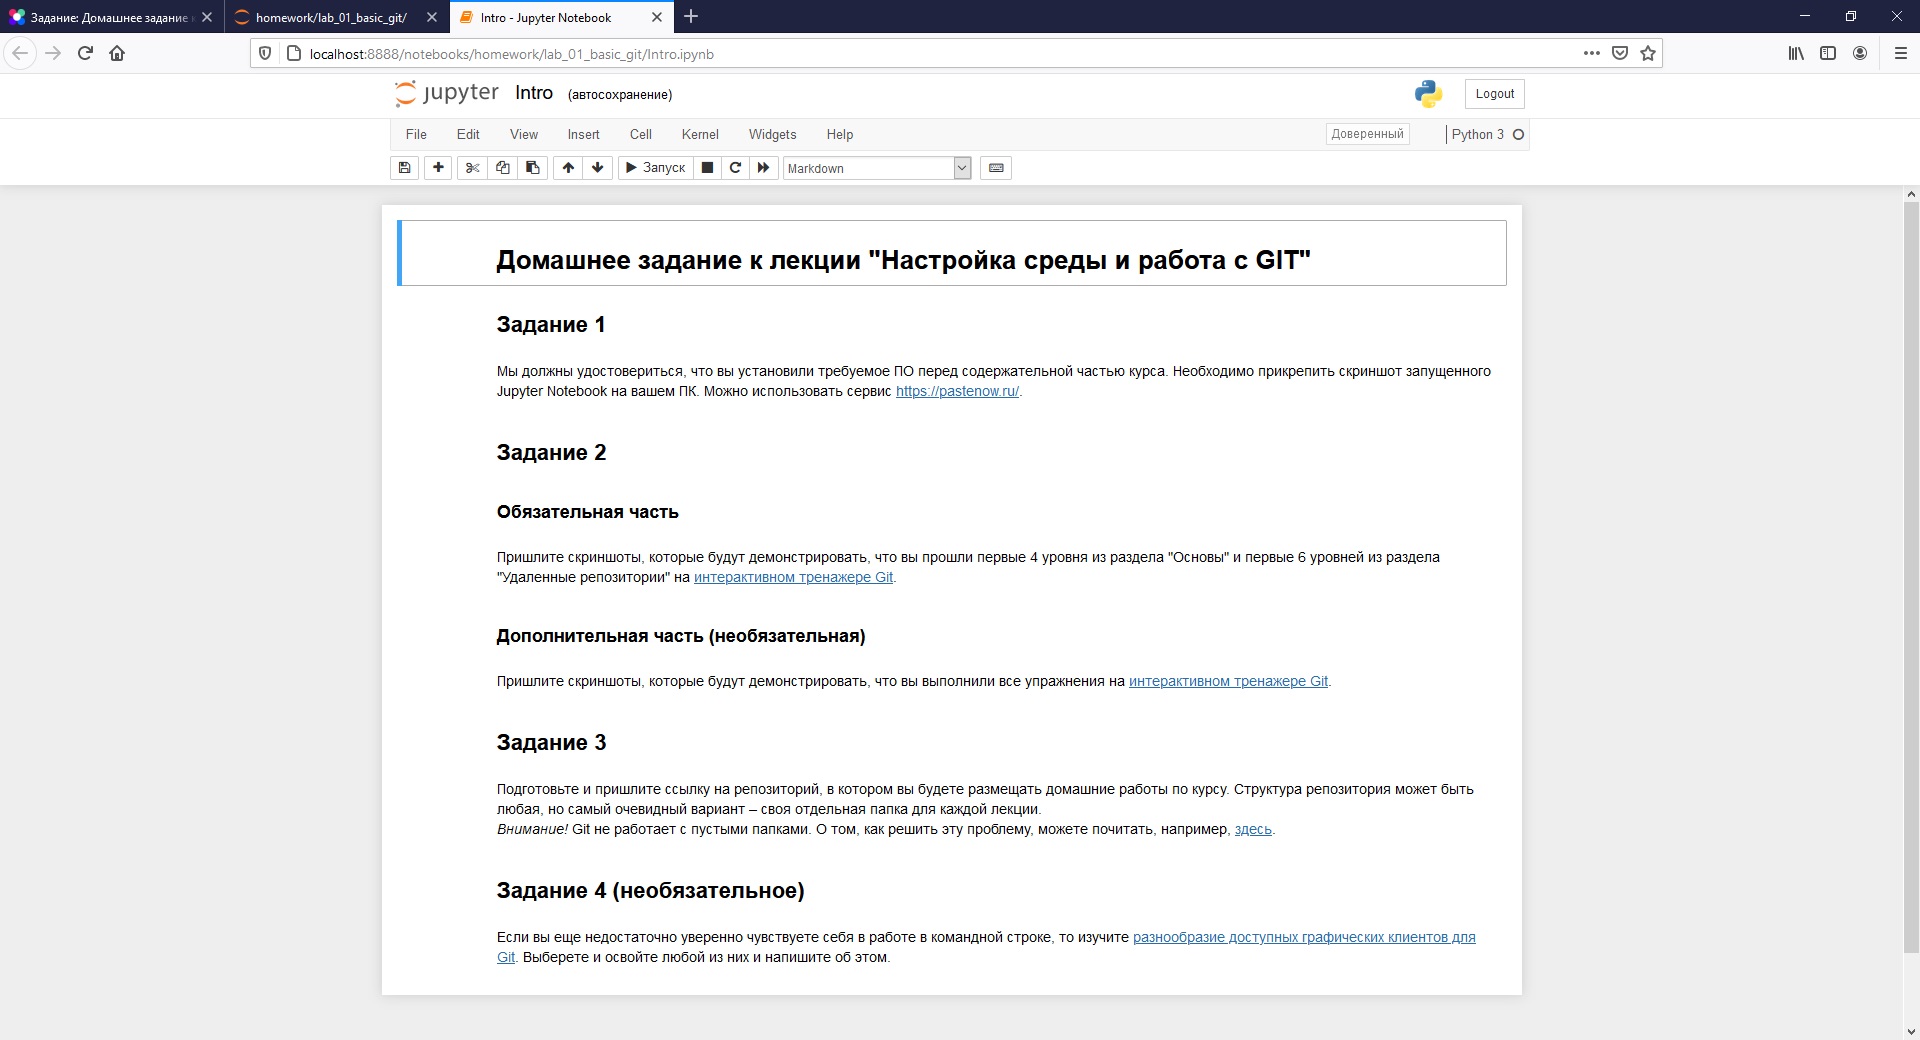 Задание: Домашнее задание
homework/lab_01_basic_git/
Intro - Jupyter Notebook
localhost:8888/notebooks/homework/lab_01_basic_git/Intro.ipynb
jupyter Intro (автосохранение)
Logout
File Edit View Insert Cell Kernel Widgets Help
Доверенный
Python 3
Запуск
Markdown
Домашнее задание к лекции "Настройка среды и работа с GIT"
Задание 1
Мы должны удостовериться, что вы установили требуемое ПО перед содержательной частью курса. Необходимо прикрепить скриншот запущенного
Jupyter Notebook на вашем ПК. Можно использовать сервис https://pastenow.ru/.
Задание 2
Обязательная часть
Пришлите скриншоты, которые будут демонстрировать, что вы прошли первые 4 уровня из раздела "Основы" и первые 6 уровней из раздела
"Удаленные репозитории" на интерактивном тренажере Git.
Дополнительная часть (необязательная)
Пришлите скриншоты, которые будут демонстрировать, что вы выполнили все упражнения на интерактивном тренажере Git.
Задание 3
Подготовьте и пришлите ссылку на репозиторий, в котором вы будете размещать домашние работы по курсу. Структура репозитория может быть
любая, но самый очевидный вариант – своя отдельная папка для каждой лекции.
Внимание! Git не работает с пустыми папками. О том, как решить эту проблему, можете почитать, например, здесь.
Задание 4 (необязательное)
Если вы еще недостаточно уверенно чувствуете себя в работе в командной строке, то изучите разнообразие доступных графических клиентов для
Git. Выберете и освойте любой из них и напишите об этом.